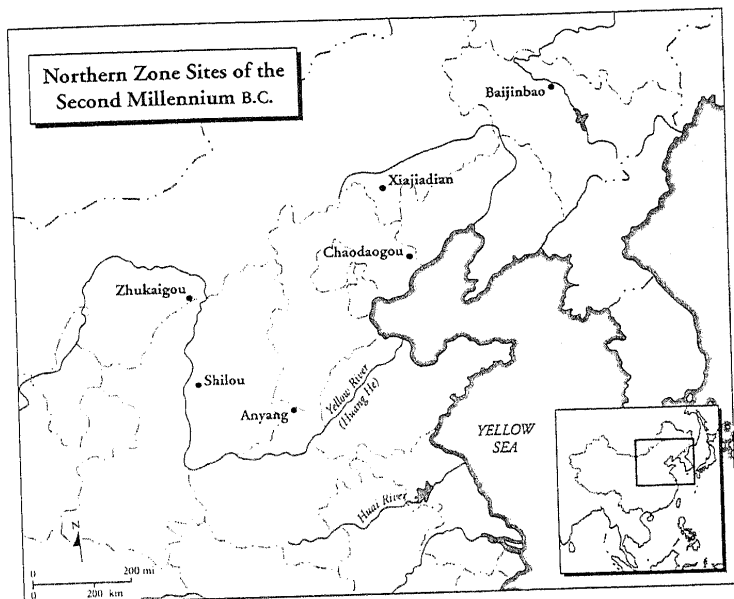 Northern Zone Sites of the
Second Millennium B.C.
Baijinbao
Xiajiadian
Chaodaogou
Zhukaigou
Shilou
Anyang
Yellow River
(Huang He)
YELLOW
SEA
Huai River
N
0
200 mi
0
200 km